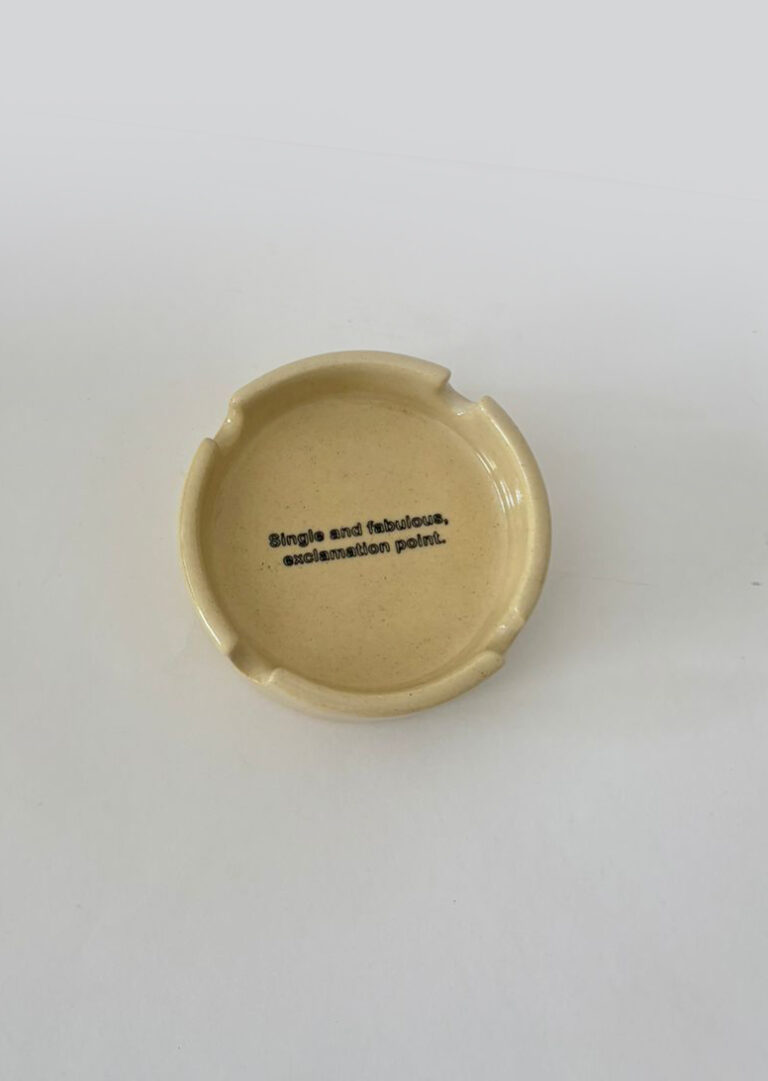 Single and fabulous,
exclamation point.